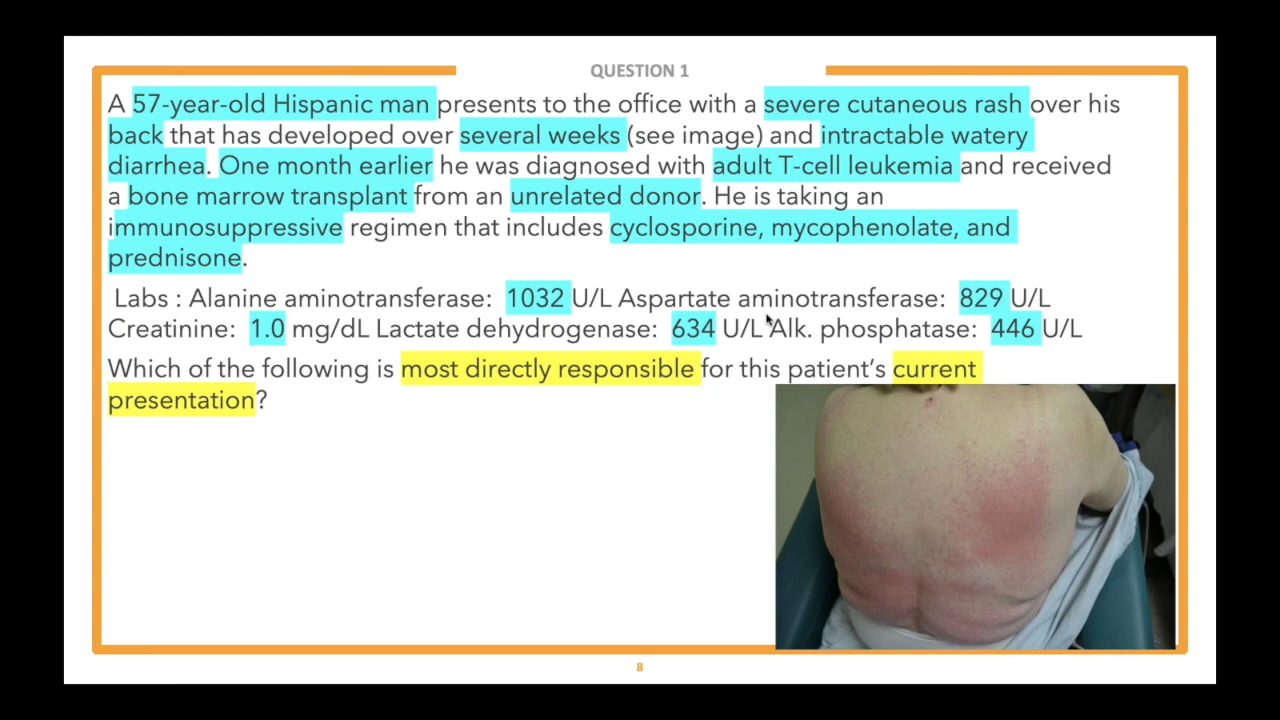 QUESTION 1
A 57-year-old Hispanic man presents to the office with a severe cutaneous rash over his
back that has developed over several weeks (see image) and intractable watery
diarrhea. One month earlier he was diagnosed with adult T-cell leukemia and received
a bone marrow transplant from an unrelated donor. He is taking an
immunosuppressive regimen that includes cyclosporine, mycophenolate, and
prednisone.
Labs : Alanine aminotransferase: 1032 U/L Aspartate aminotransferase: 829 U/L
Creatinine: 1.0 mg/dL Lactate dehydrogenase: 634 U/L Alk. phosphatase: 446 U/L
Which of the following is most directly responsible for this patient’s current
presentation?
8